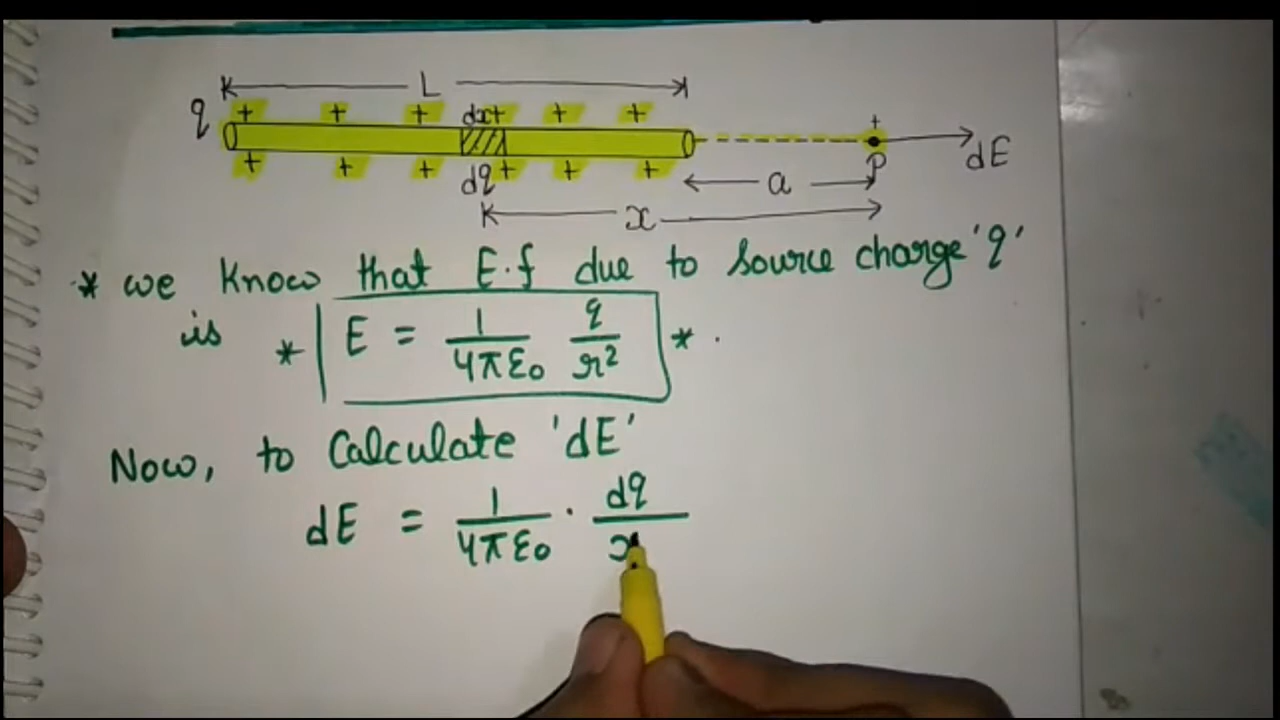 L
q + + + dx + + +
+ + + dq + + +
+ P dE
a
x
* we know that E.f due to source charge 'q'
is * E = 1/4πε0 q/r² * .
Now, to Calculate 'dE'
dE = 1/4πε0 · dq/x